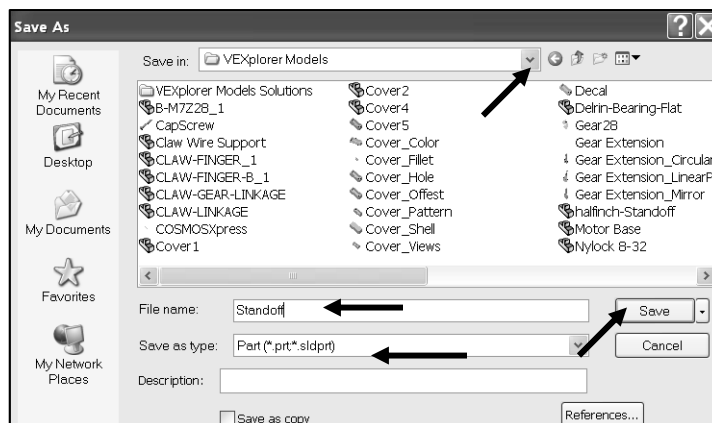 Save As
Save in: VEXplorer Models
My Recent
Documents
Desktop
My Documents
Favorites
My Network
Places
VEXplorer Models Solutions
B-M7Z28_1
CapScrew
Claw Wire Support
CLAW-FINGER_1
CLAW-FINGER-B_1
CLAW-GEAR-LINKAGE
CLAW-LINKAGE
COSMOSXpress
Cover1
Cover2
Cover4
Cover5
Cover_Color
Cover_Fillet
Cover_Hole
Cover_Offest
Cover_Pattern
Cover_Shell
Cover_Views
Decal
Delrin-Bearing-Flat
Gear28
Gear Extension
Gear Extension_Circular
Gear Extension_LinearP
Gear Extension_Mirror
halfinch-Standoff
Motor Base
Nylock 8-32
File name: Standoff
Save
Save as type: Part (*.prt;*.sldprt)
Cancel
Description:
Save as copy
References...